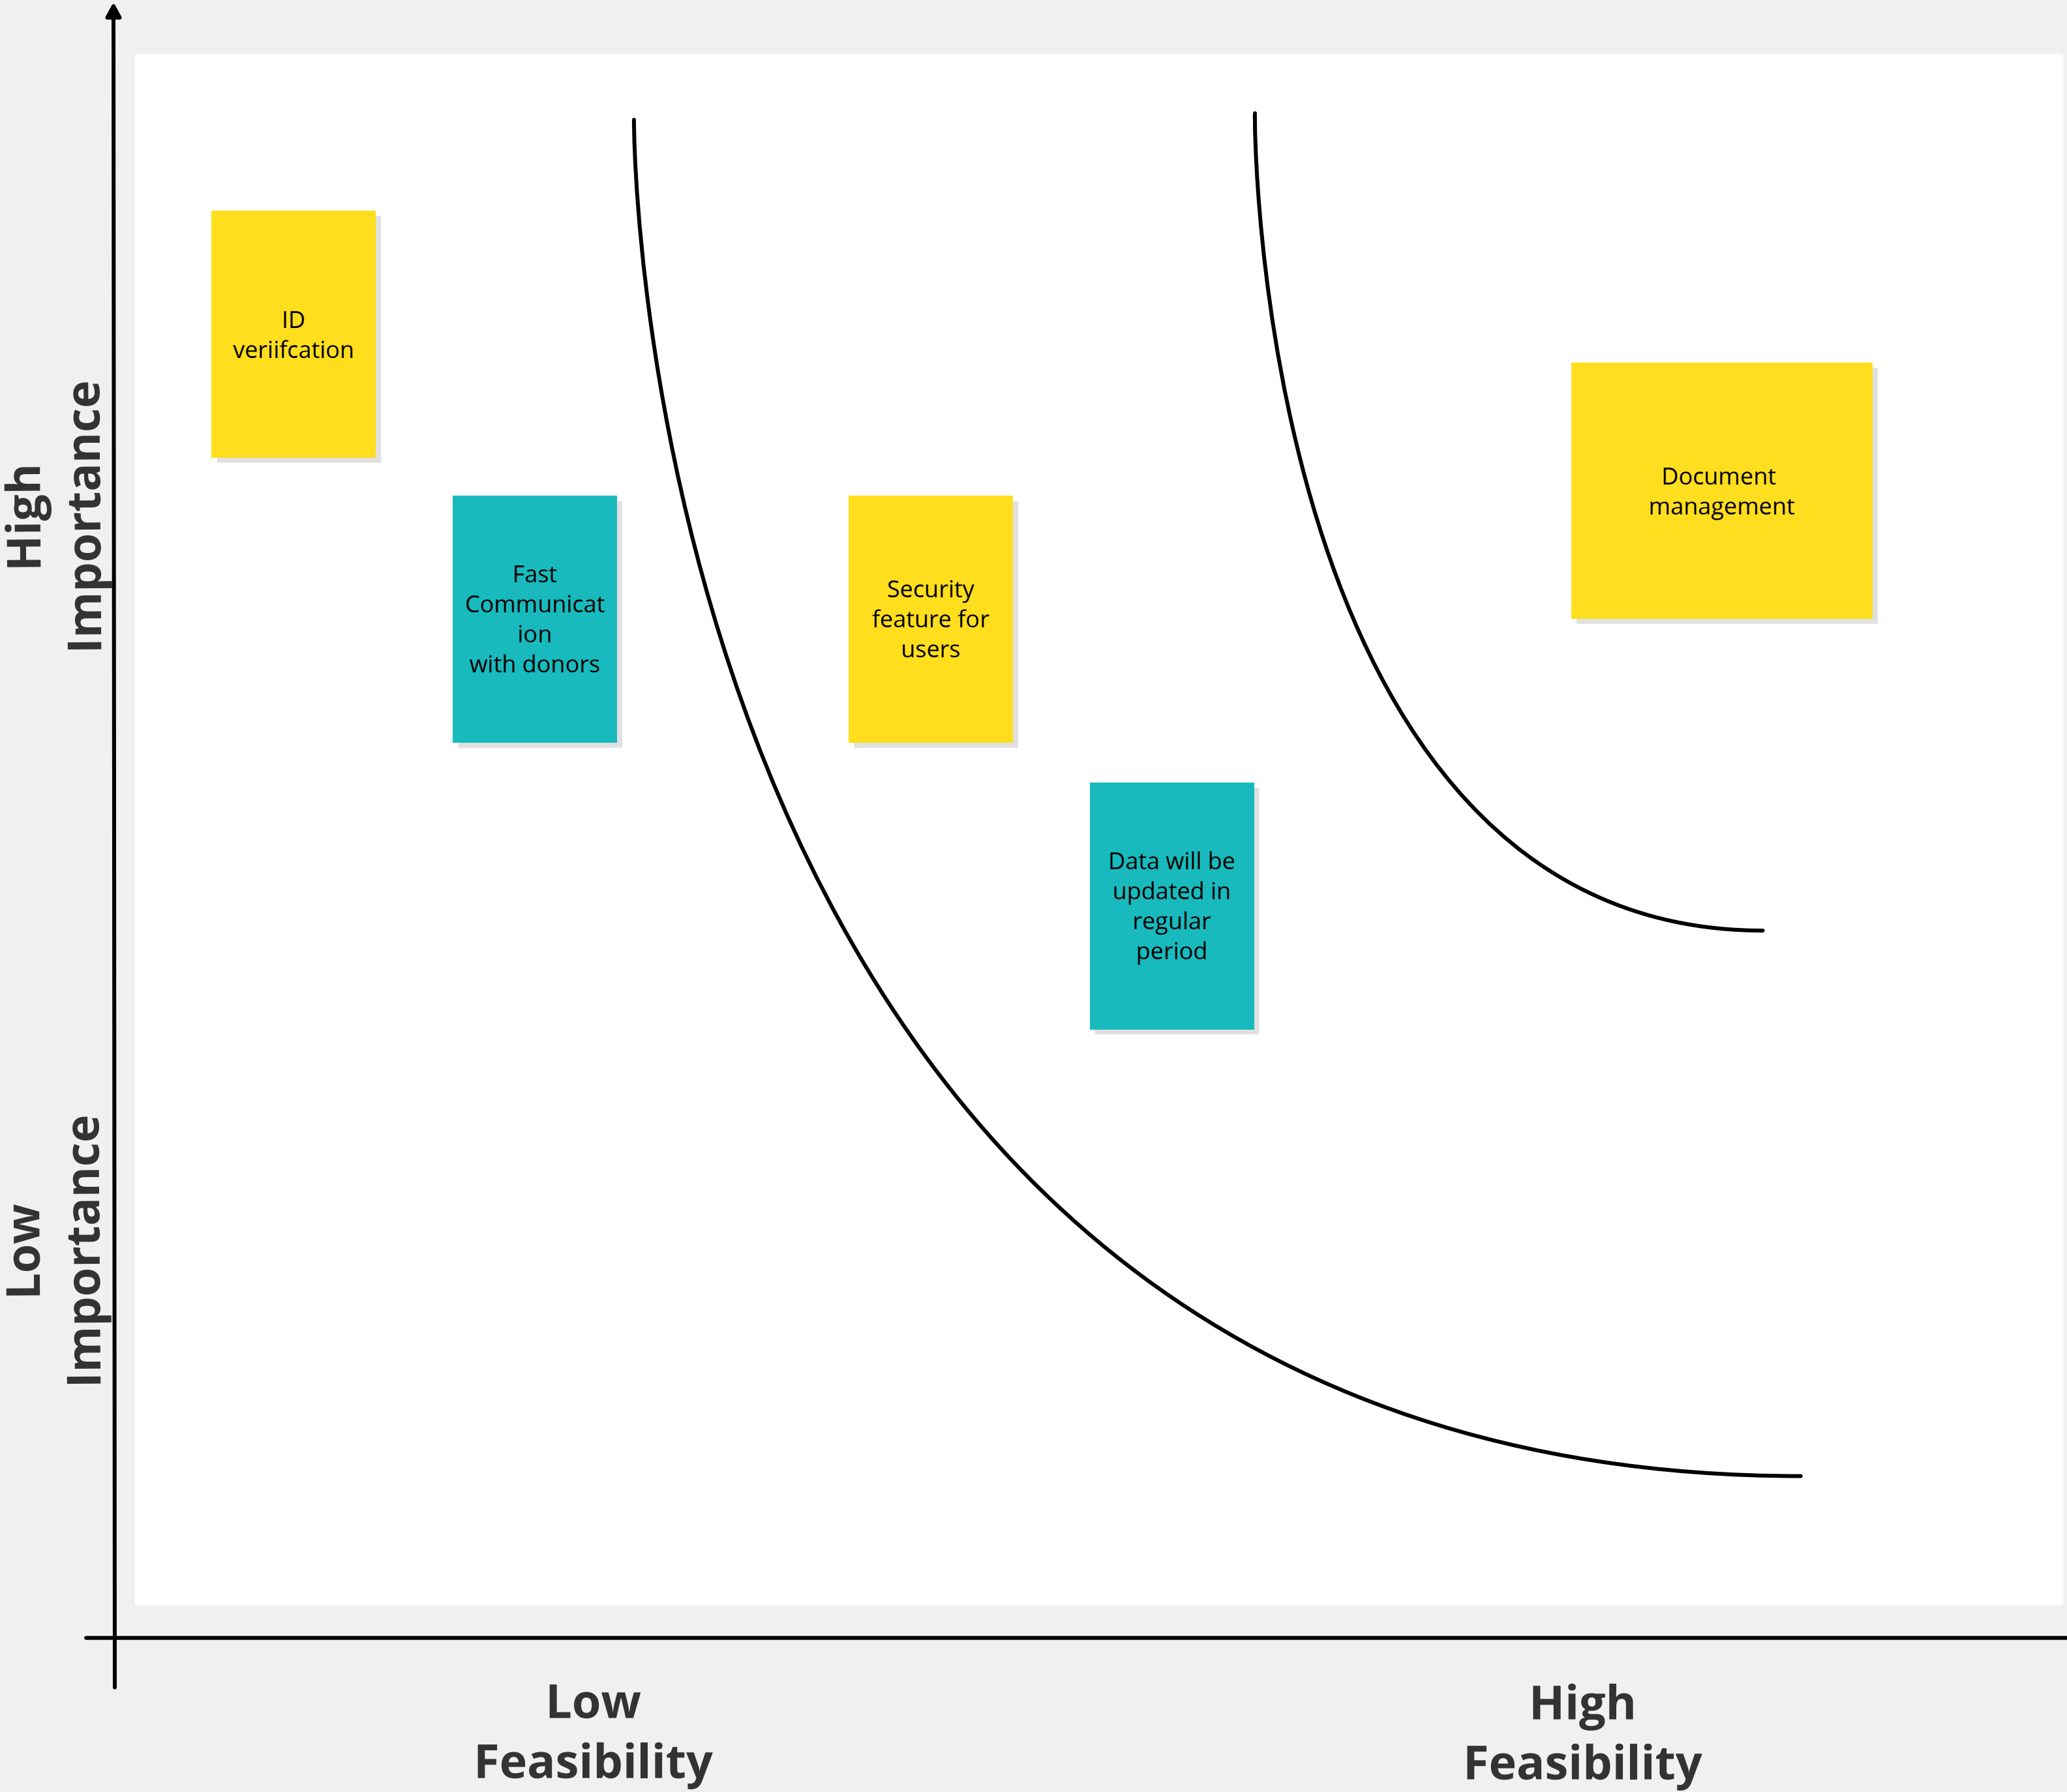 High
Importance
ID
veriifcation
Document
management
Fast
Communicat
ion
with donors
Security
feature for
users
Data will be
updated in
regular
period
Low
Importance
Low
Feasibility
High
Feasibility